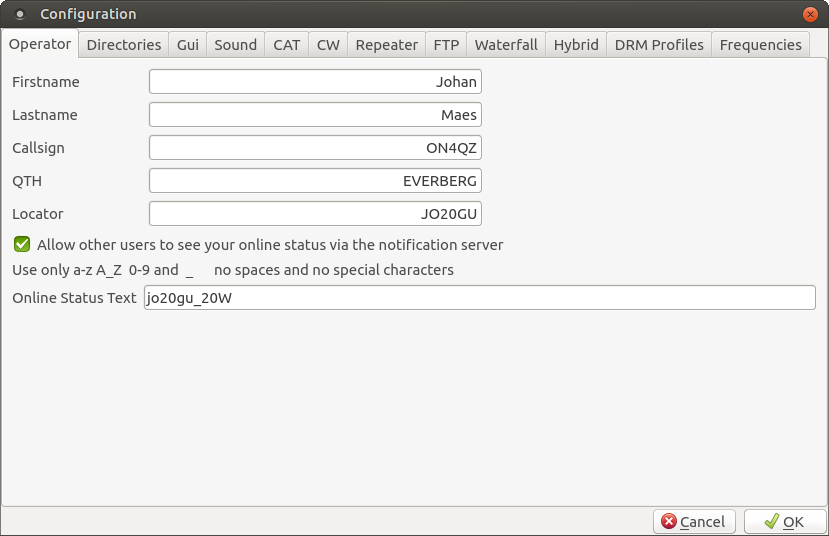 Configuration
Operator Directories Gui Sound CAT CW Repeater FTP Waterfall Hybrid DRM Profiles Frequencies
Firstname Johan
Lastname Maes
Callsign ON4QZ
QTH EVERBERG
Locator JO20GU
Allow other users to see your online status via the notification server
Use only a-z A_Z 0-9 and _ no spaces and no special characters
Online Status Text jo20gu_20W
Cancel OK